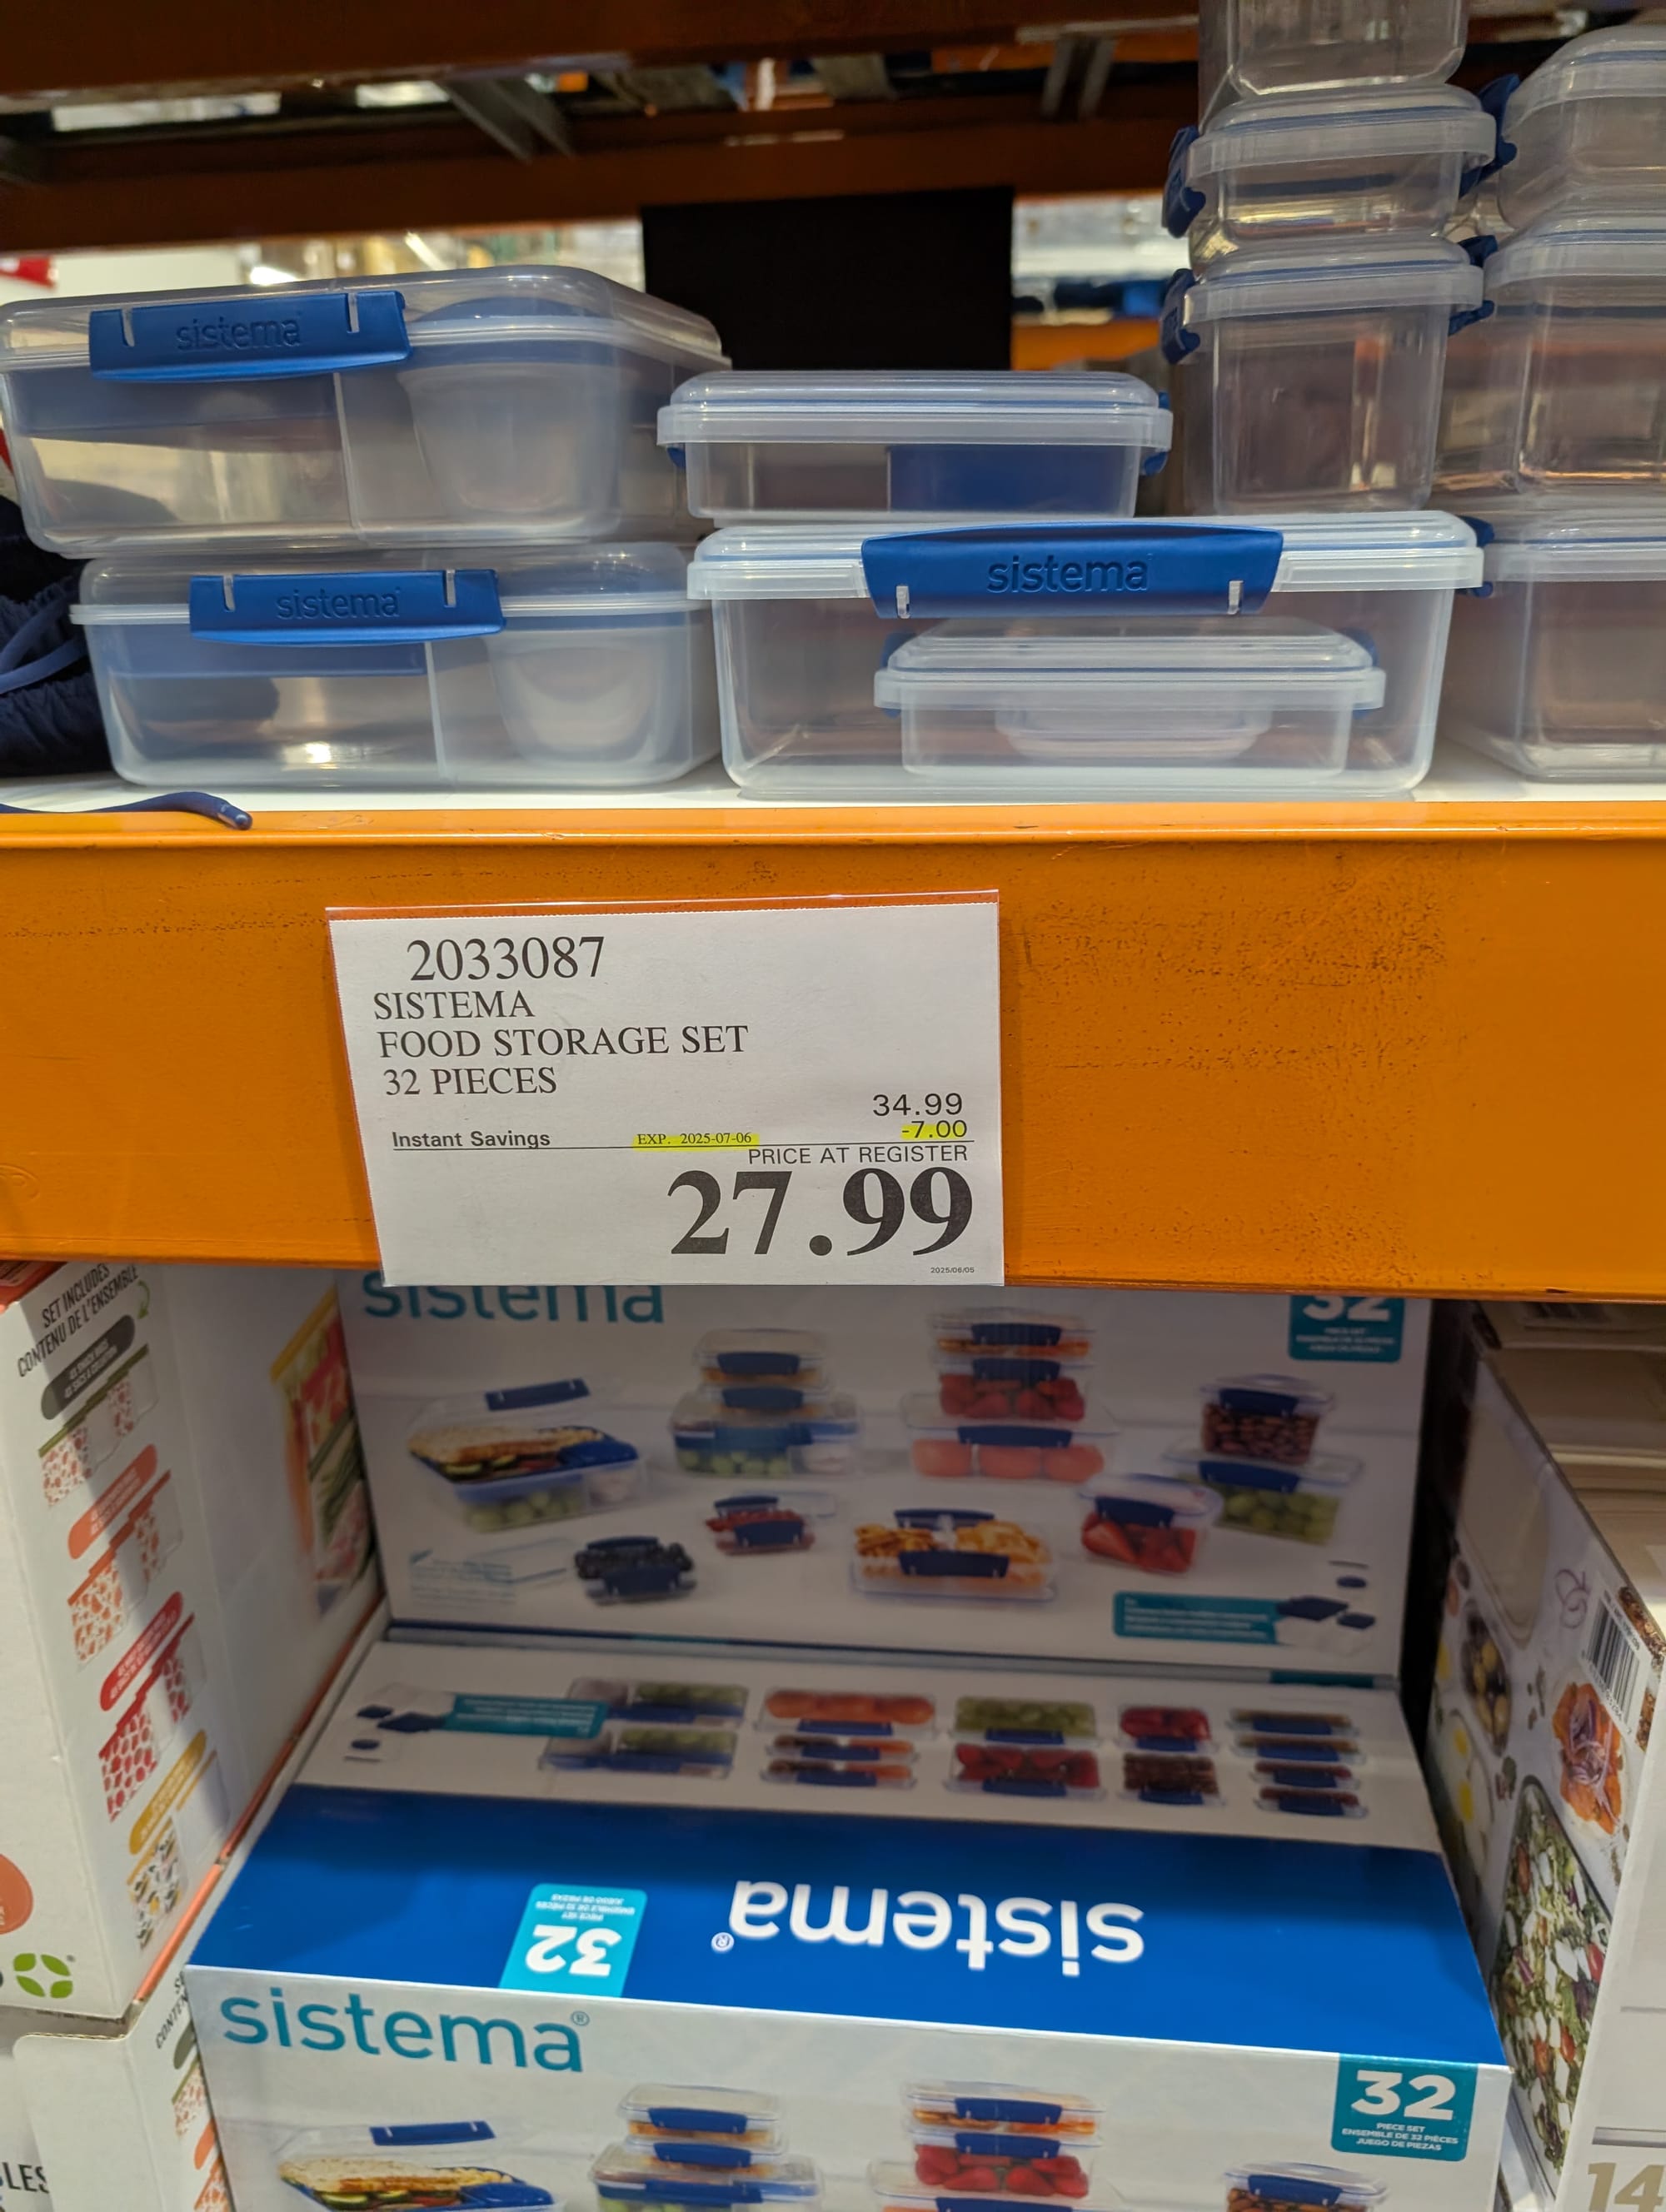 sistema
sistema
sistema
2033087
SISTEMA
FOOD STORAGE SET
32 PIECES
34.99
Instant Savings EXP. 2025-07-06 -7.00
PRICE AT REGISTER
27.99
2025/06/05
SET INCLUDES
CONTENU DE L'ENSEMBLE
sistema
32
sistema®
32
sistema®
32
PIECE SET
ENSEMBLE DE 32 PIÈCES
JUEGO DE PIEZAS
14